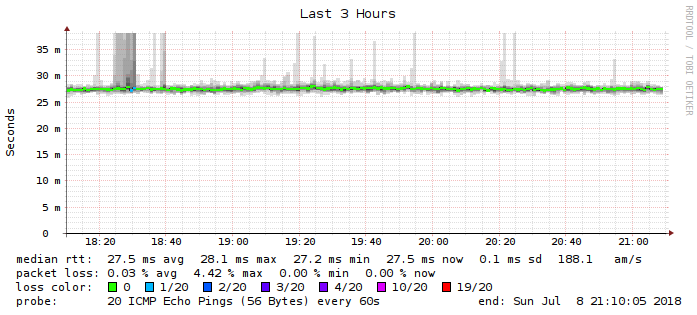 Last 3 Hours
RRDTOOL / TOBI OETIKER
Seconds
35 m
30 m
25 m
20 m
15 m
10 m
5 m
0
18:20 18:40 19:00 19:20 19:40 20:00 20:20 20:40 21:00
median rtt: 27.5 ms avg 28.1 ms max 27.2 ms min 27.5 ms now 0.1 ms sd 188.1 am/s
packet loss: 0.03 % avg 4.42 % max 0.00 % min 0.00 % now
loss color: 0 1/20 2/20 3/20 4/20 10/20 19/20
probe: 20 ICMP Echo Pings (56 Bytes) every 60s end: Sun Jul 8 21:10:05 2018